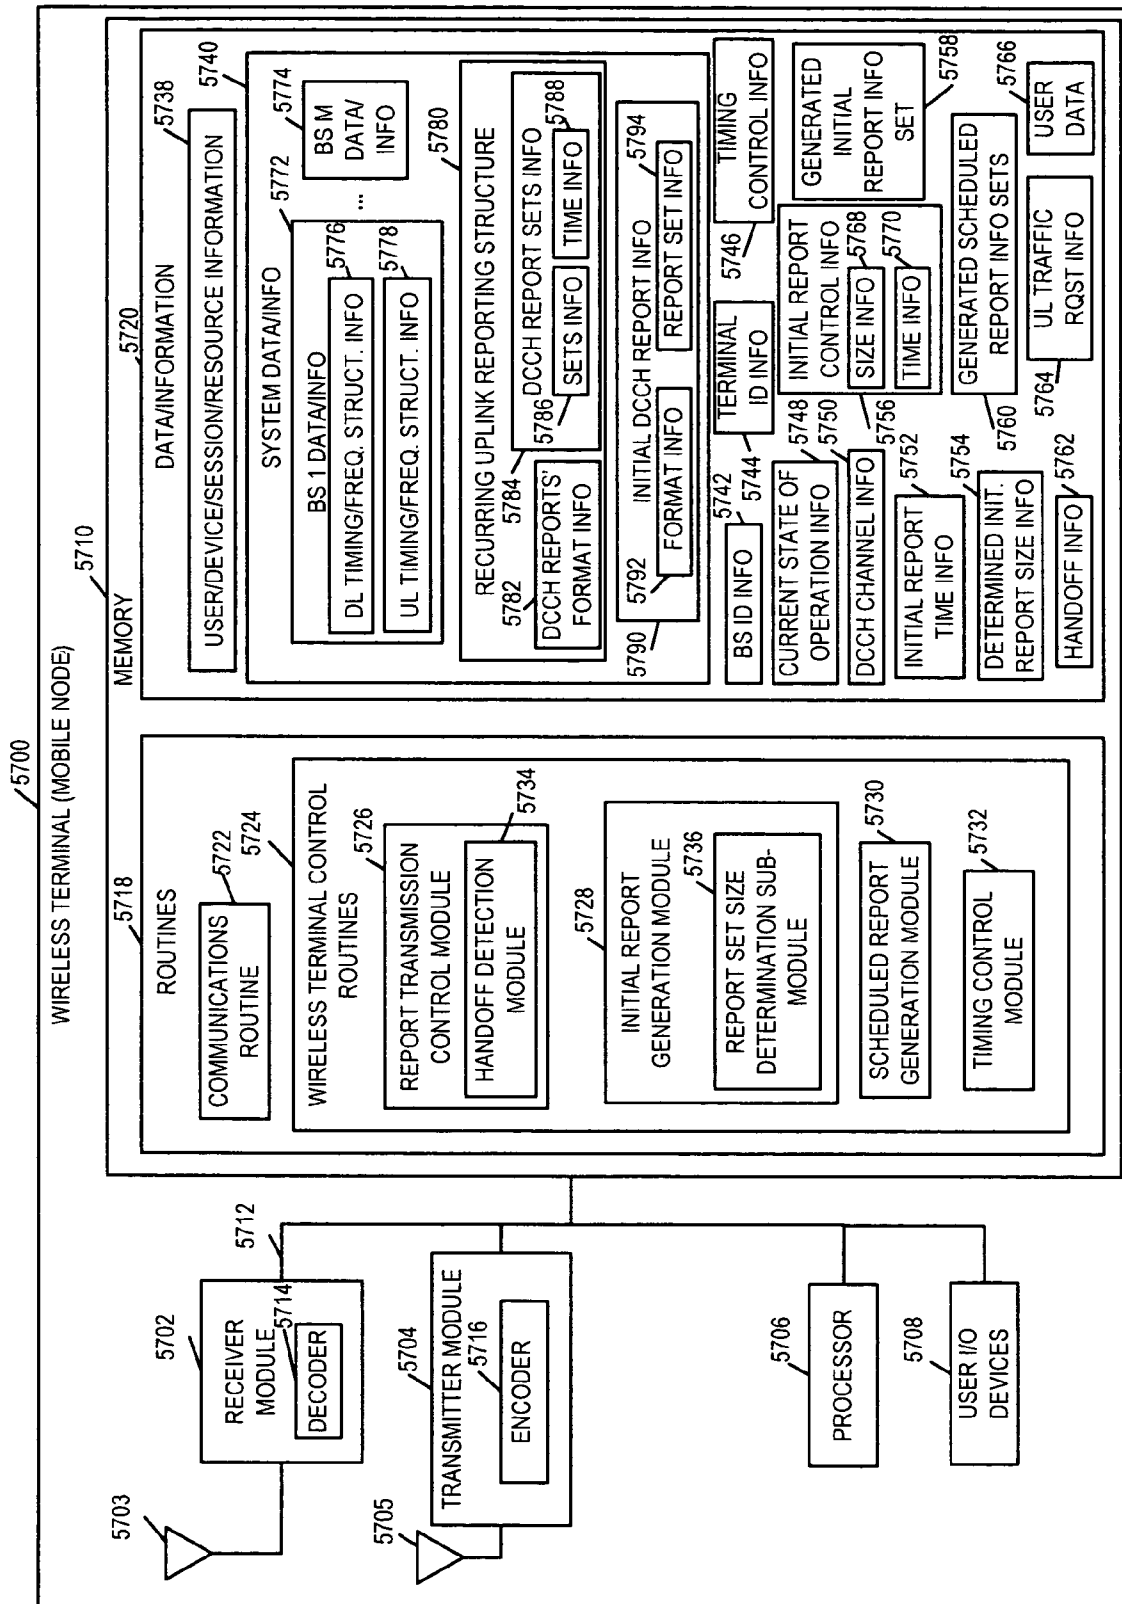 5700
WIRELESS TERMINAL (MOBILE NODE)
5703
5702
RECEIVER
MODULE
5714
DECODER
5712
5705
5704
TRANSMITTER MODULE
5716
ENCODER
5706
PROCESSOR
5708
USER I/O
DEVICES
5710
MEMORY
5718
ROUTINES
5722
COMMUNICATIONS
ROUTINE
5724
WIRELESS TERMINAL CONTROL
ROUTINES
5726
REPORT TRANSMISSION
CONTROL MODULE
5734
HANDOFF DETECTION
MODULE
5728
INITIAL REPORT
GENERATION MODULE
5736
REPORT SET SIZE
DETERMINATION SUB-
MODULE
5730
SCHEDULED REPORT
GENERATION MODULE
5732
TIMING CONTROL
MODULE
5720
DATA/INFORMATION
5738
USER/DEVICE/SESSION/RESOURCE INFORMATION
5740
SYSTEM DATA/INFO
5772
BS 1 DATA/INFO
5776
DL TIMING/FREQ. STRUCT. INFO
5778
UL TIMING/FREQ. STRUCT. INFO
...
5774
BS M
DATA/
INFO
5780
RECURRING UPLINK REPORTING STRUCTURE
5782
DCCH REPORTS'
FORMAT INFO
5784
DCCH REPORT SETS INFO
5786
SETS INFO
5788
TIME INFO
5790
INITIAL DCCH REPORT INFO
5792
FORMAT INFO
5794
REPORT SET INFO
5742
BS ID INFO
5744
TERMINAL
ID INFO
5746
TIMING
CONTROL INFO
5748
CURRENT STATE OF
OPERATION INFO
5750
DCCH CHANNEL INFO
5756
INITIAL REPORT
CONTROL INFO
5768
SIZE INFO
5770
TIME INFO
5758
GENERATED
INITIAL
REPORT INFO
SET
5752
INITIAL REPORT
TIME INFO
5754
DETERMINED INIT.
REPORT SIZE INFO
5760
GENERATED SCHEDULED
REPORT INFO SETS
5762
HANDOFF INFO
5764
UL TRAFFIC
RQST INFO
5766
USER
DATA